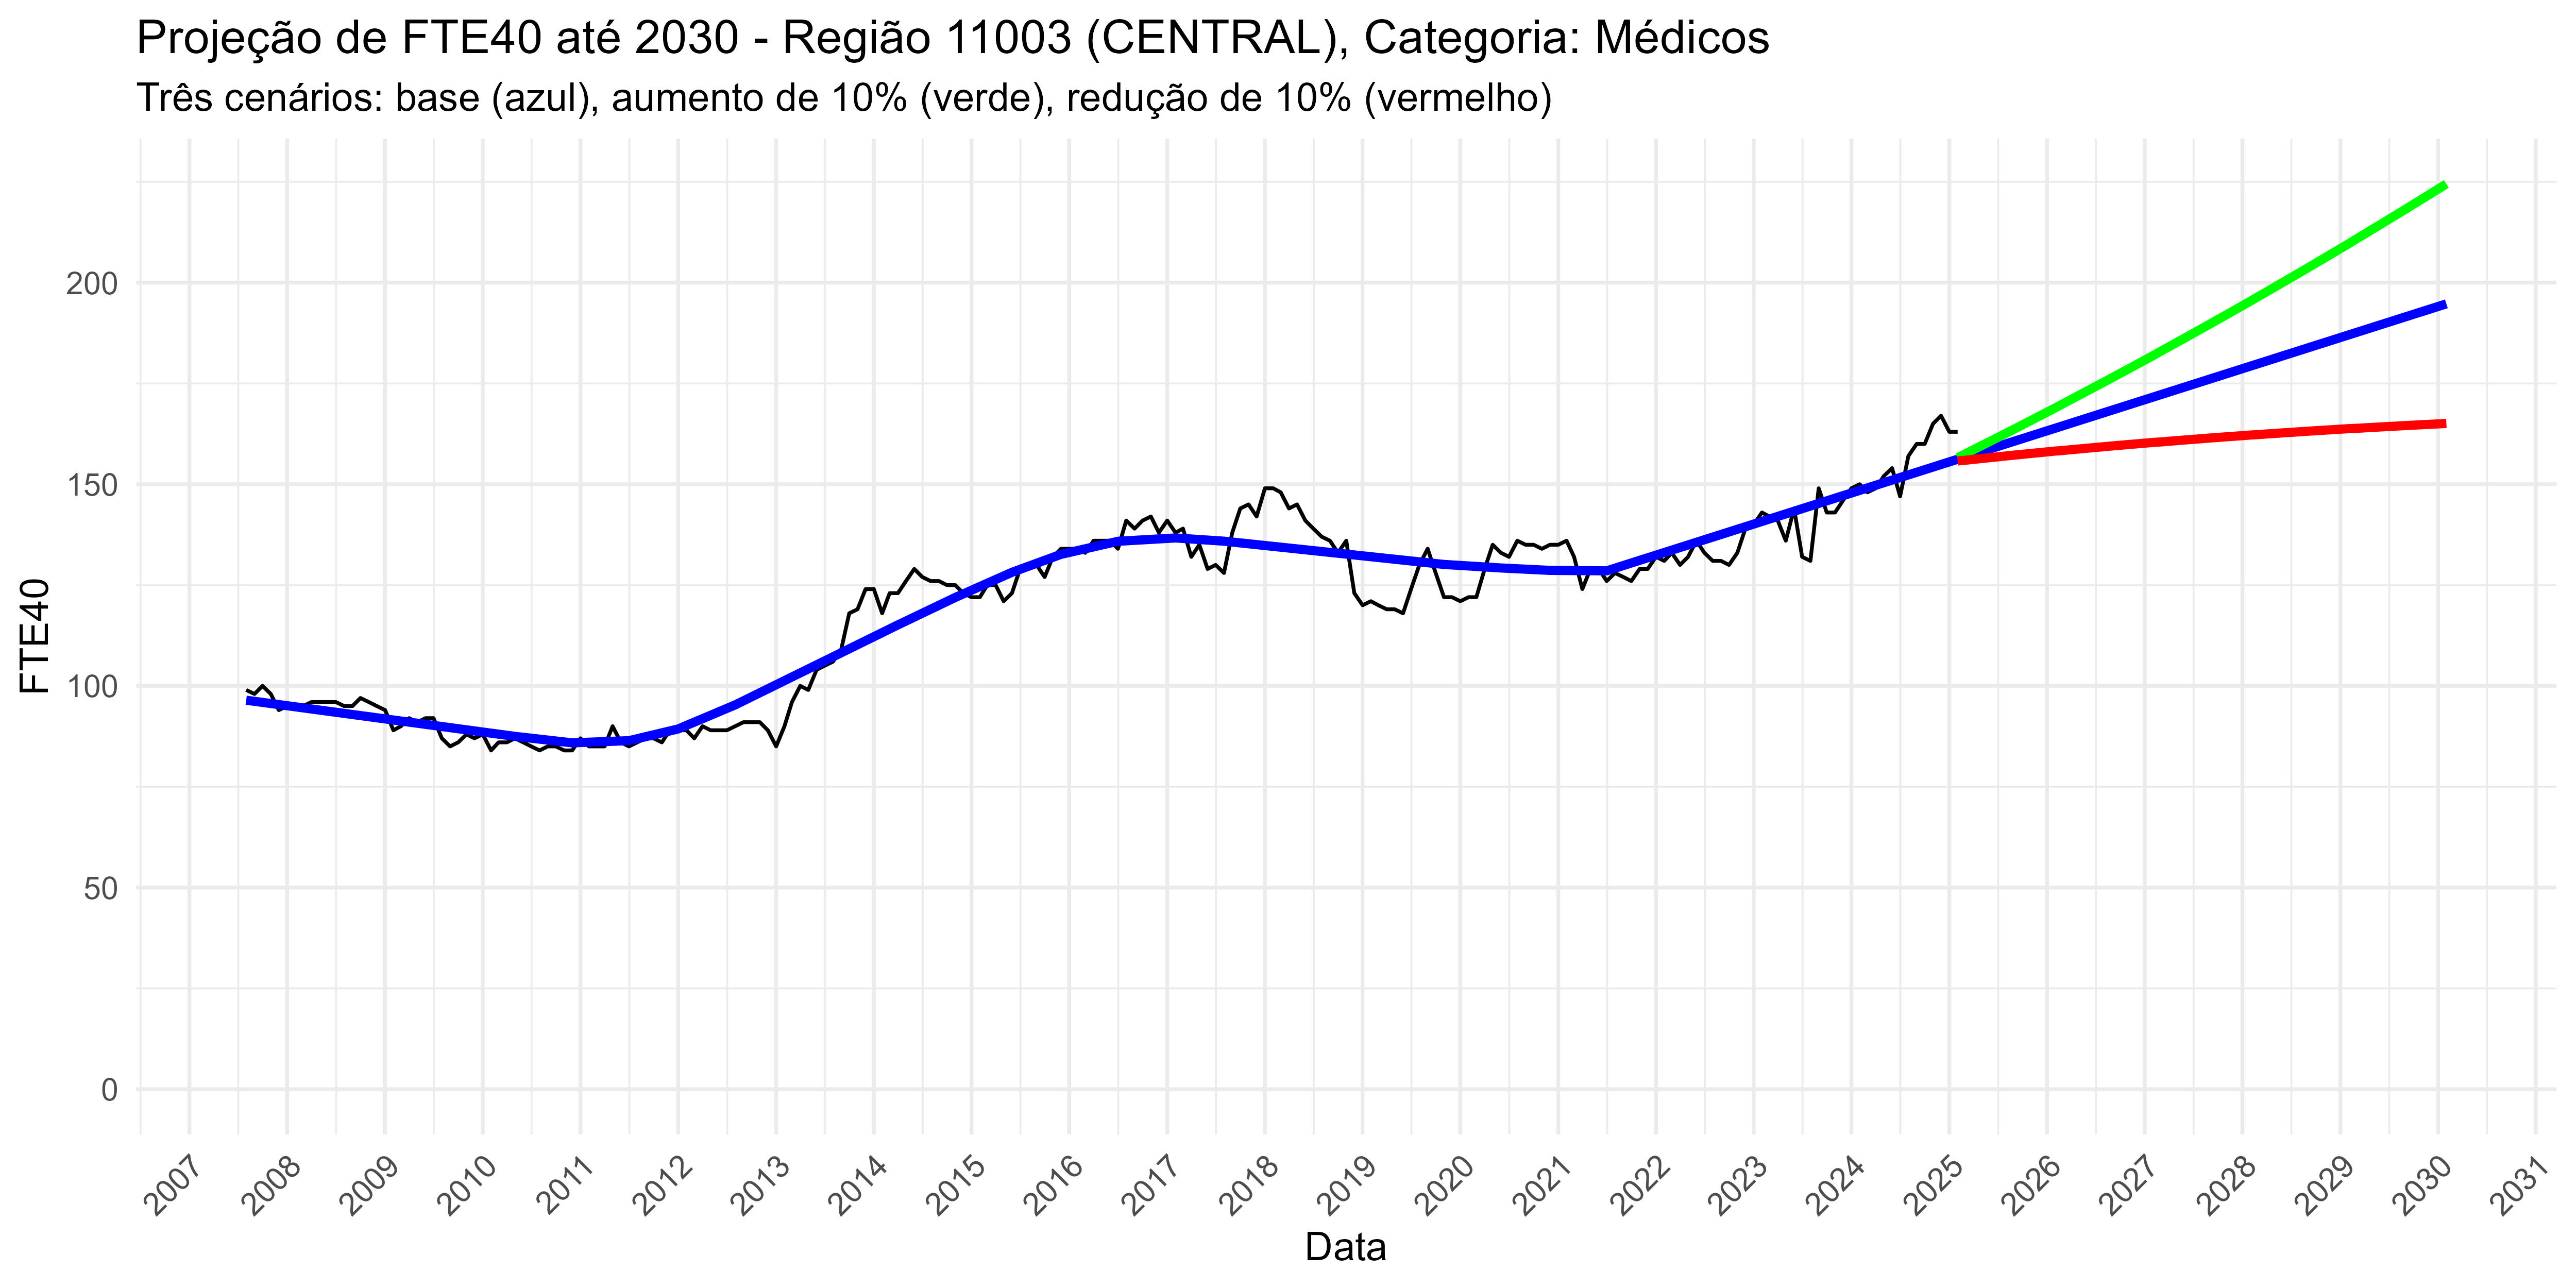 Projeção de FTE40 até 2030 - Região 11003 (CENTRAL), Categoria: Médicos
Três cenários: base (azul), aumento de 10% (verde), redução de 10% (vermelho)
FTE40
200
150
100
50
0
2007 2008 2009 2010 2011 2012 2013 2014 2015 2016 2017 2018 2019 2020 2021 2022 2023 2024 2025 2026 2027 2028 2029 2030 2031
Data